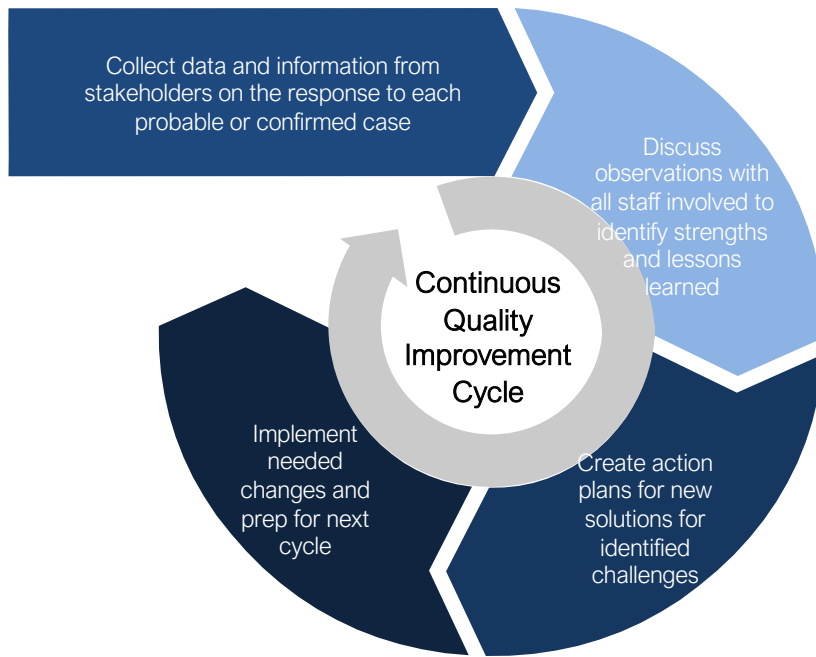 Collect data and information from
stakeholders on the response to each
probable or confirmed case
Discuss
observations with
all staff involved to
identify strengths
and lessons
learned
Continuous
Quality
Improvement
Cycle
Create action
plans for new
solutions for
identified
challenges
Implement
needed
changes and
prep for next
cycle